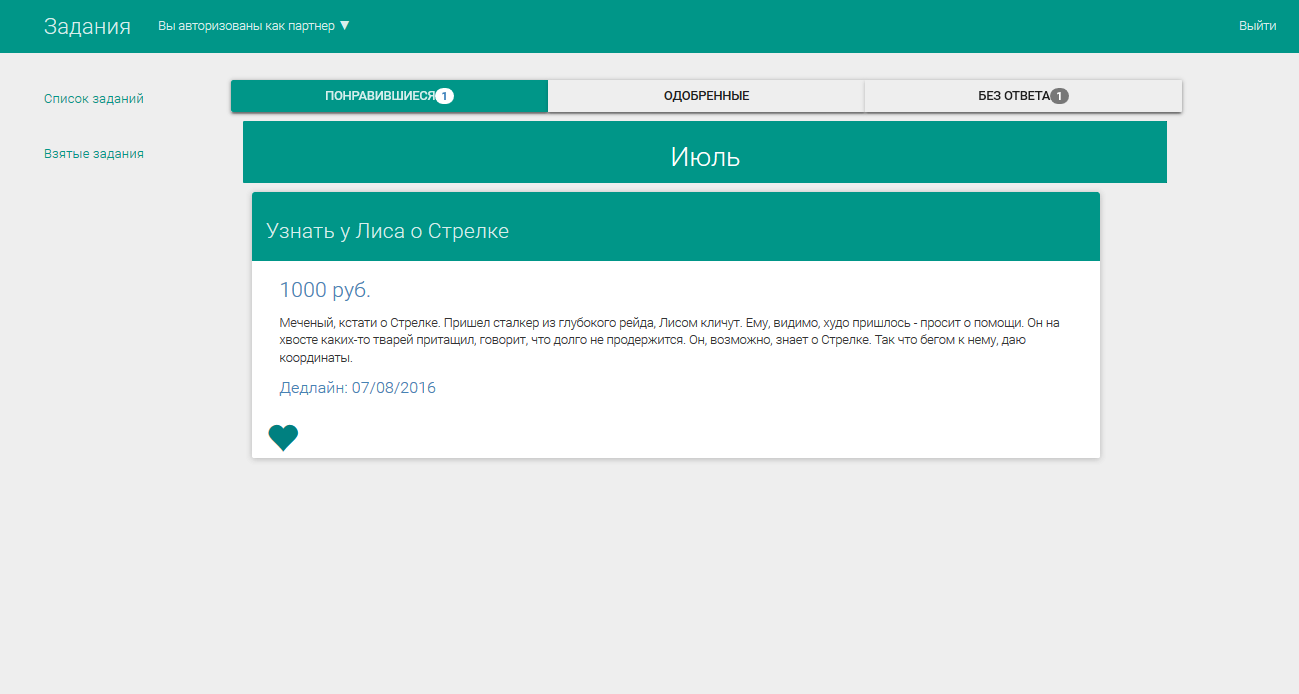 Задания
Вы авторизованы как партнер ▼
Выйти
Список заданий
Взятые задания
ПОНРАВИВШИЕСЯ 1
ОДОБРЕННЫЕ
БЕЗ ОТВЕТА 1
Июль
Узнать у Лиса о Стрелке
1000 руб.
Меченый, кстати о Стрелке. Пришел сталкер из глубокого рейда, Лисом кличут. Ему, видимо, худо пришлось - просит о помощи. Он на
хвосте каких-то тварей притащил, говорит, что долго не продержится. Он, возможно, знает о Стрелке. Так что бегом к нему, даю
координаты.
Дедлайн: 07/08/2016